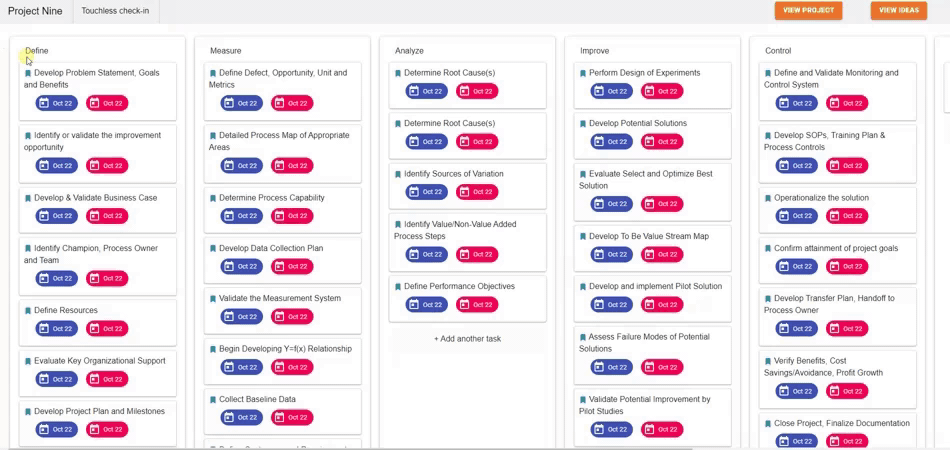 Project Nine
Touchless check-in
VIEW PROJECT
VIEW IDEAS
Define
Develop Problem Statement, Goals
and Benefits
Oct 22 Oct 22
Identify or validate the improvement
opportunity
Oct 22 Oct 22
Develop & Validate Business Case
Oct 22 Oct 22
Identify Champion, Process Owner
and Team
Oct 22 Oct 22
Define Resources
Oct 22 Oct 22
Evaluate Key Organizational Support
Oct 22 Oct 22
Develop Project Plan and Milestones
Oct 22 Oct 22
Measure
Define Defect, Opportunity, Unit and
Metrics
Oct 22 Oct 22
Detailed Process Map of Appropriate
Areas
Oct 22 Oct 22
Determine Process Capability
Oct 22 Oct 22
Develop Data Collection Plan
Oct 22 Oct 22
Validate the Measurement System
Oct 22 Oct 22
Begin Developing Y=f(x) Relationship
Oct 22 Oct 22
Collect Baseline Data
Oct 22 Oct 22
Analyze
Determine Root Cause(s)
Oct 22 Oct 22
Determine Root Cause(s)
Oct 22 Oct 22
Identify Sources of Variation
Oct 22 Oct 22
Identify Value/Non-Value Added
Process Steps
Oct 22 Oct 22
Define Performance Objectives
Oct 22 Oct 22
+ Add another task
Improve
Perform Design of Experiments
Oct 22 Oct 22
Develop Potential Solutions
Oct 22 Oct 22
Evaluate Select and Optimize Best
Solution
Oct 22 Oct 22
Develop To Be Value Stream Map
Oct 22 Oct 22
Develop and implement Pilot Solution
Oct 22 Oct 22
Assess Failure Modes of Potential
Solutions
Oct 22 Oct 22
Validate Potential Improvement by
Pilot Studies
Oct 22 Oct 22
Control
Define and Validate Monitoring and
Control System
Oct 22 Oct 22
Develop SOPs, Training Plan &
Process Controls
Oct 22 Oct 22
Operationalize the solution
Oct 22 Oct 22
Confirm attainment of project goals
Oct 22 Oct 22
Develop Transfer Plan, Handoff to
Process Owner
Oct 22 Oct 22
Verify Benefits, Cost
Savings/Avoidance, Profit Growth
Oct 22 Oct 22
Close Project, Finalize Documentation
Oct 22 Oct 22